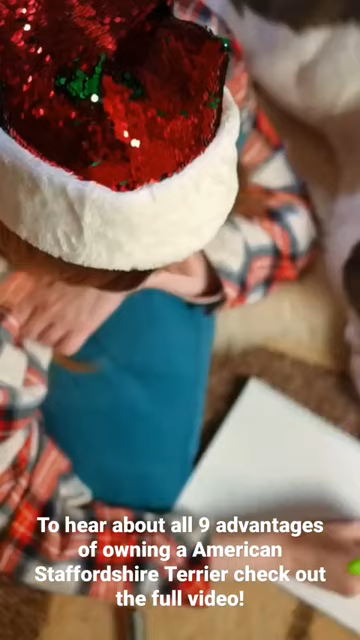 To hear about all 9 advantages
of owning a American
Staffordshire Terrier check out
the full video!